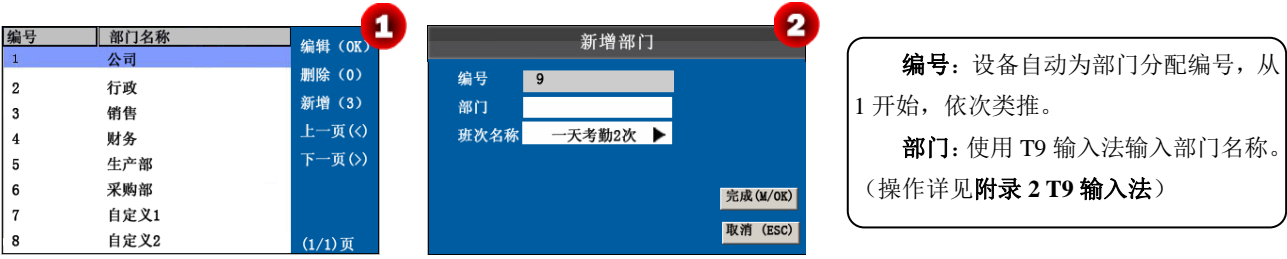 1
编号 部门名称
1 公司
2 行政
3 销售
4 财务
5 生产部
6 采购部
7 自定义1
8 自定义2
编辑（OK）
删除（0）
新增（3）
上一页(<)
下一页(>)
(1/1)页
2
新增部门
编号 9
部门
班次名称 一天考勤2次 ▶
完成(M/OK)
取消 (ESC)
编号：设备自动为部门分配编号，从
1 开始，依次类推。
部门：使用 T9 输入法输入部门名称。
（操作详见附录 2 T9 输入法）